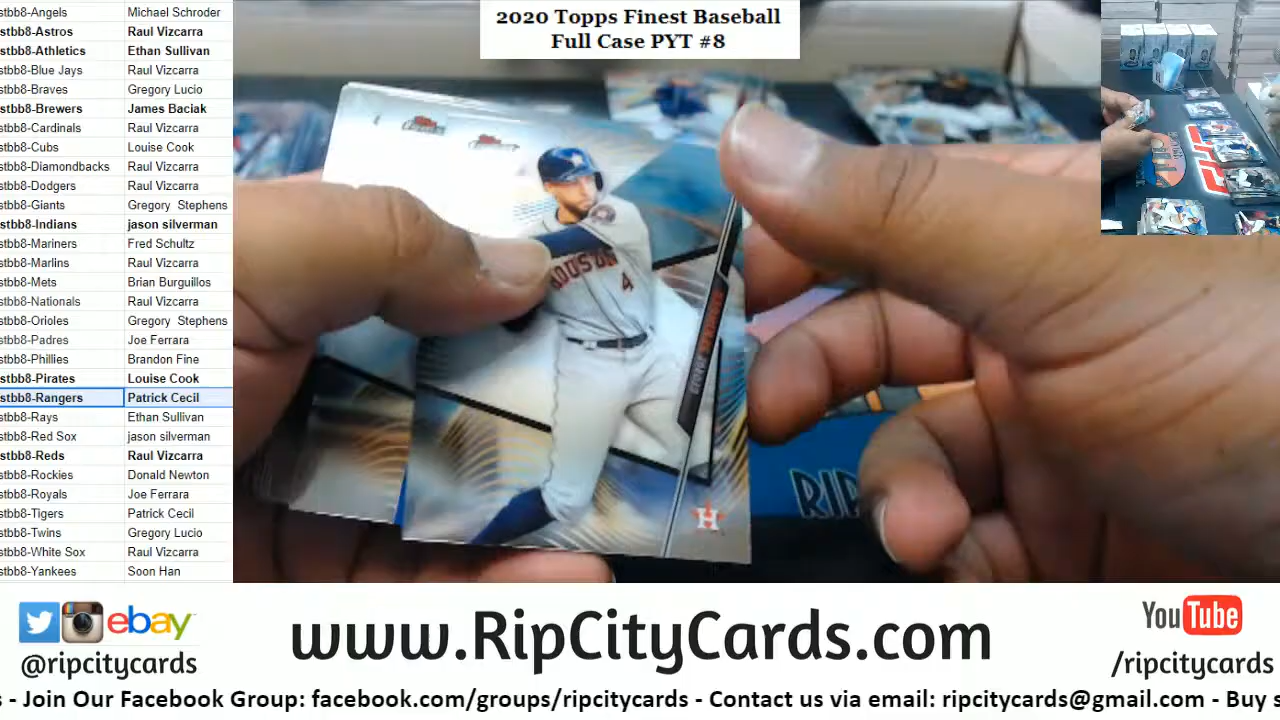 2020 Topps Finest Baseball
Full Case PYT #8
stbb8-Angels Michael Schroder
stbb8-Astros Raul Vizcarra
stbb8-Athletics Ethan Sullivan
stbb8-Blue Jays Raul Vizcarra
stbb8-Braves Gregory Lucio
stbb8-Brewers James Baciak
stbb8-Cardinals Raul Vizcarra
stbb8-Cubs Louise Cook
stbb8-Diamondbacks Raul Vizcarra
stbb8-Dodgers Raul Vizcarra
stbb8-Giants Gregory Stephens
stbb8-Indians jason silverman
stbb8-Mariners Fred Schultz
stbb8-Marlins Raul Vizcarra
stbb8-Mets Brian Burguillos
stbb8-Nationals Raul Vizcarra
stbb8-Orioles Gregory Stephens
stbb8-Padres Joe Ferrara
stbb8-Phillies Brandon Fine
stbb8-Pirates Louise Cook
stbb8-Rangers Patrick Cecil
stbb8-Rays Ethan Sullivan
stbb8-Red Sox jason silverman
stbb8-Reds Raul Vizcarra
stbb8-Rockies Donald Newton
stbb8-Royals Joe Ferrara
stbb8-Tigers Patrick Cecil
stbb8-Twins Gregory Lucio
stbb8-White Sox Raul Vizcarra
stbb8-Yankees Soon Han
HOUSTON
4
H
RIP
ebay
@ripcitycards
www.RipCityCards.com
YouTube
/ripcitycards
s - Join Our Facebook Group: facebook.com/groups/ripcitycards - Contact us via email: ripcitycards@gmail.com - Buy s